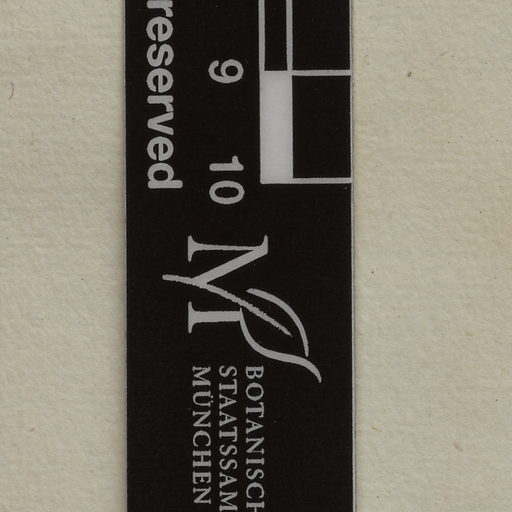 reserved
9 10
M
BOTANISCH
STAATSSAM
MÜNCHEN